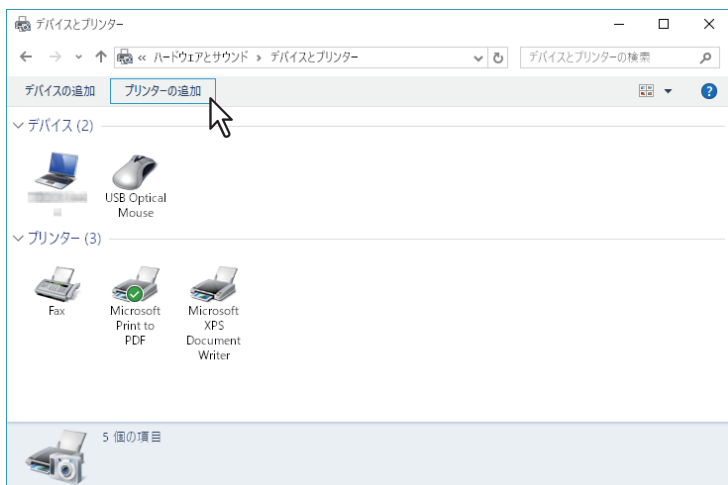 デバイスとプリンター
« ハードウェアとサウンド › デバイスとプリンター
デバイスとプリンターの検索
デバイスの追加 プリンターの追加
デバイス (2)
USB Optical
Mouse
プリンター (3)
Fax
Microsoft
Print to
PDF
Microsoft
XPS
Document
Writer
5 個の項目